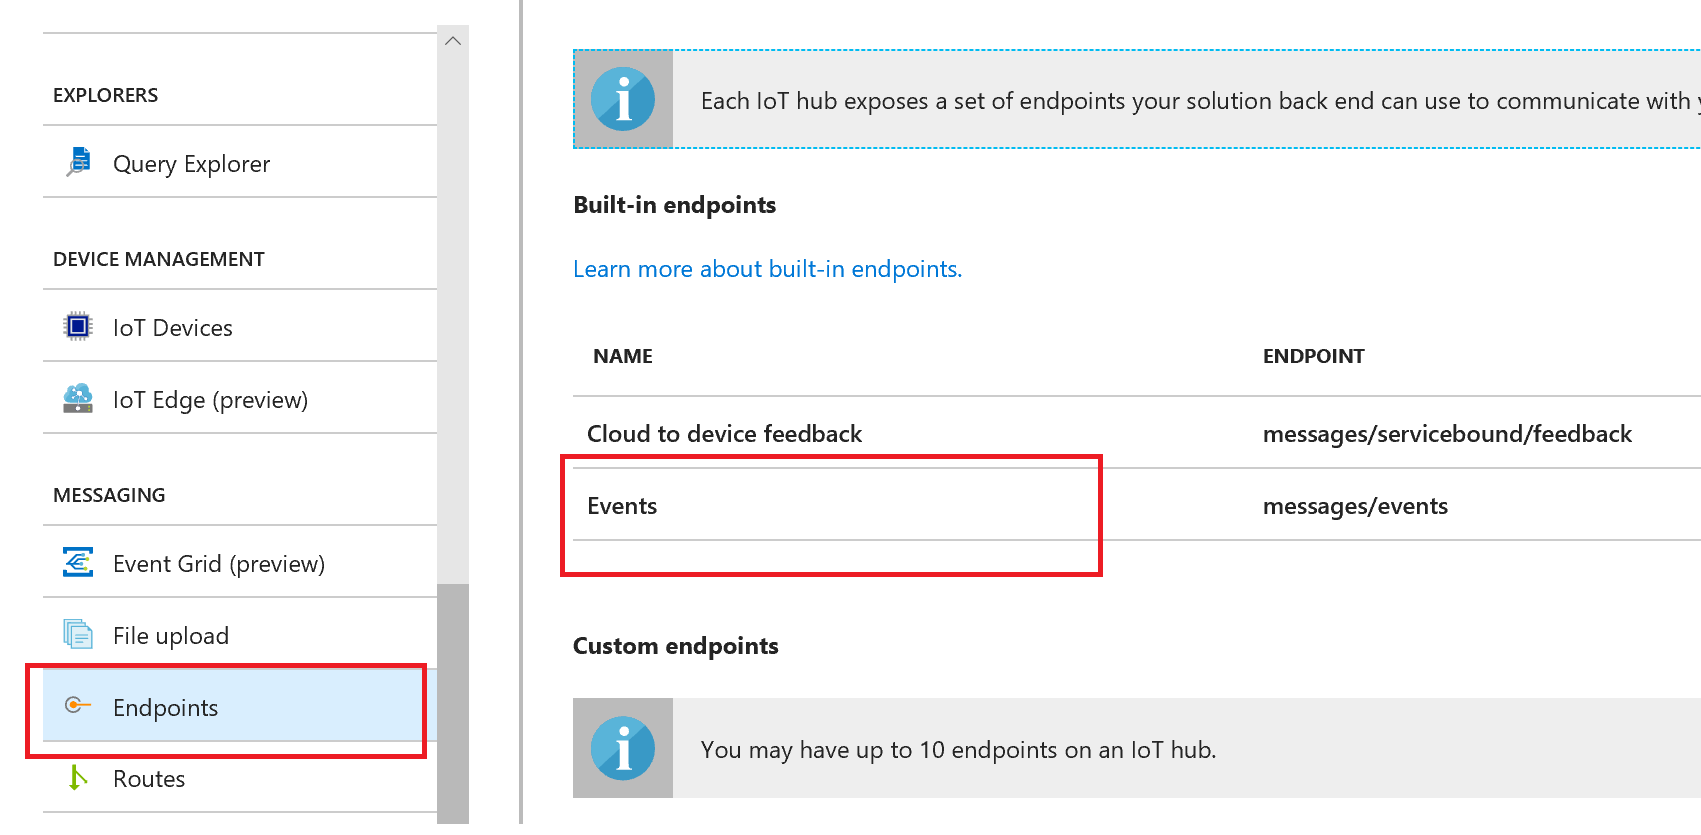 EXPLORERS
Query Explorer
DEVICE MANAGEMENT
IoT Devices
IoT Edge (preview)
MESSAGING
Event Grid (preview)
File upload
Endpoints
Routes
Each IoT hub exposes a set of endpoints your solution back end can use to communicate with
Built-in endpoints
Learn more about built-in endpoints.
NAME ENDPOINT
Cloud to device feedback messages/servicebound/feedback
Events messages/events
Custom endpoints
You may have up to 10 endpoints on an IoT hub.